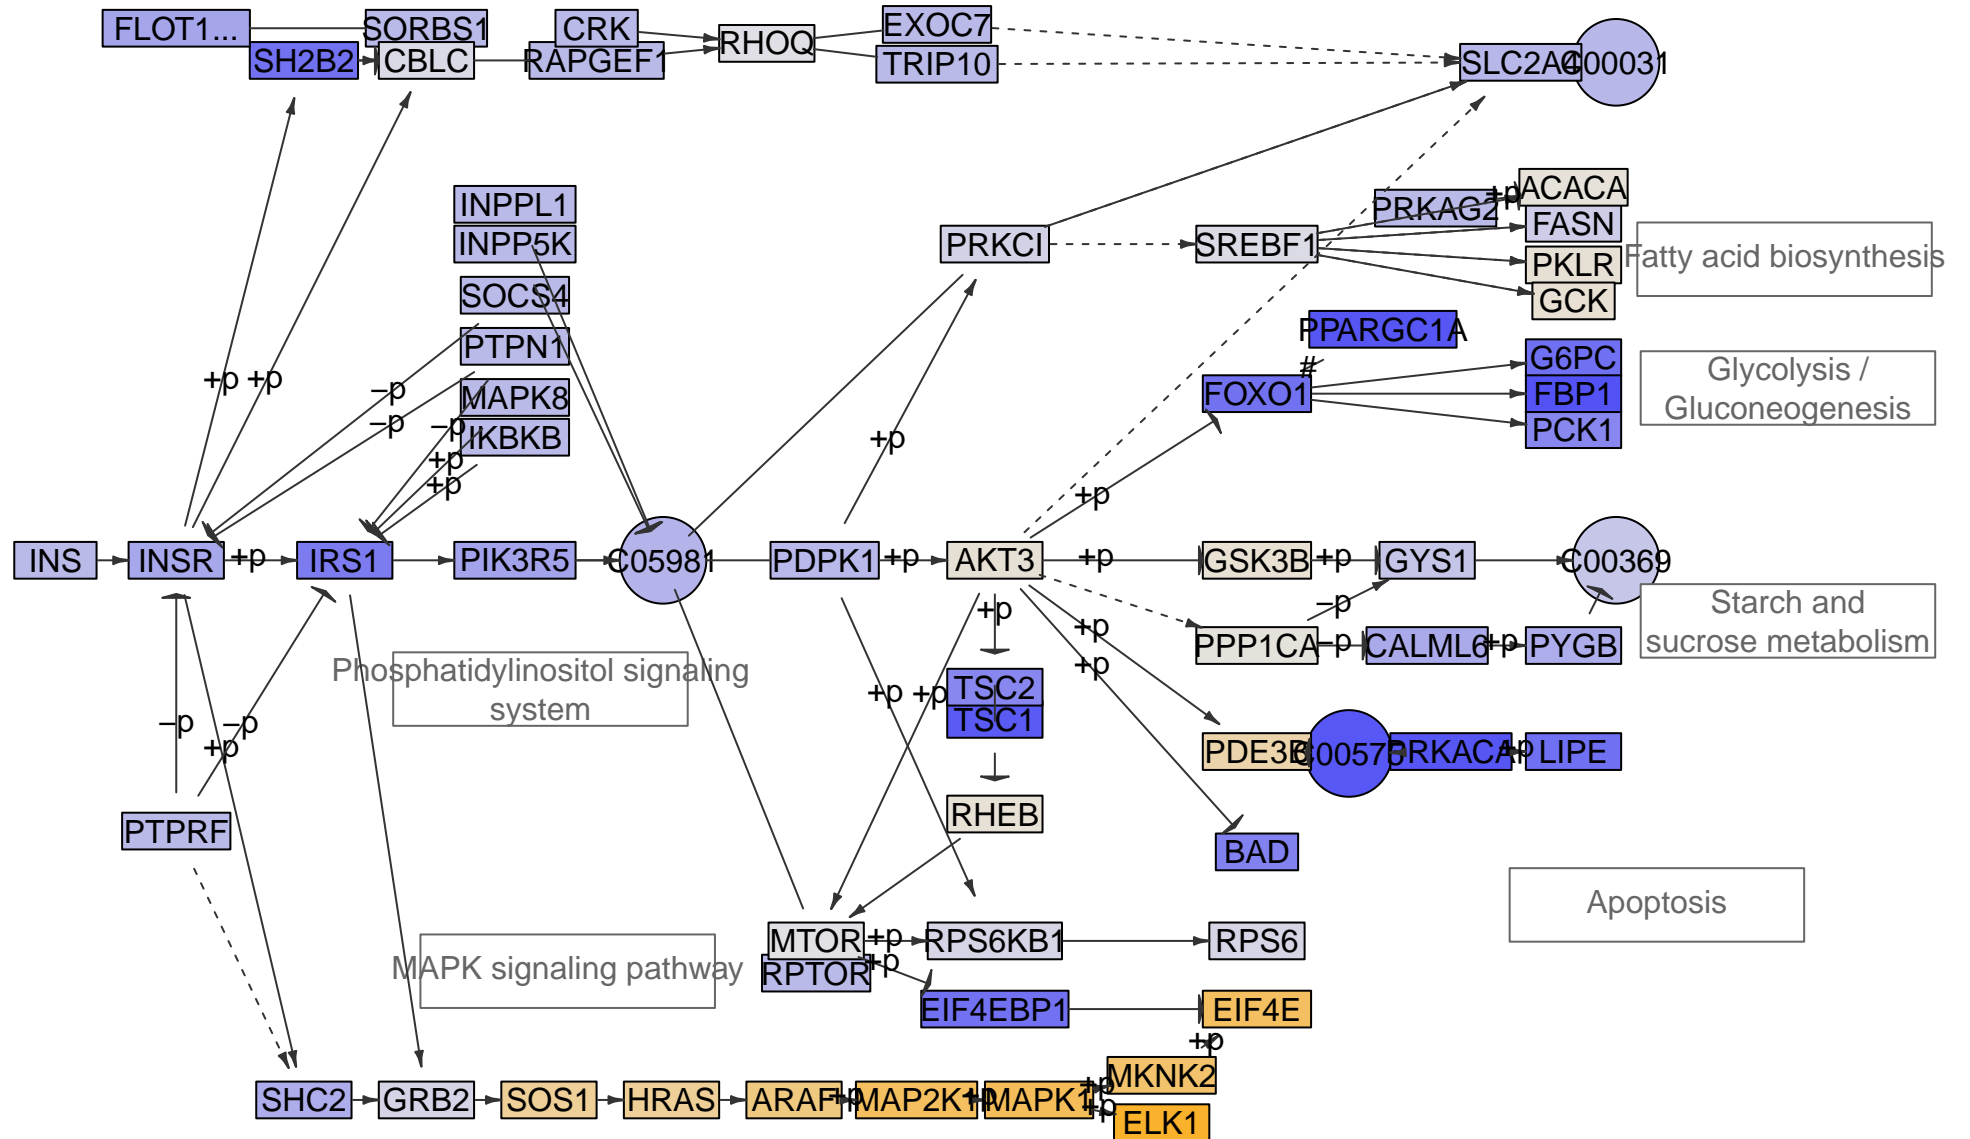 FLOT1...
SORBS1
CRK
EXOC7
SH2B2
CBLC
RAPGEF1
RHOQ
TRIP10
SLC2A4
C00031
INPPL1
INPP5K
SOCS4
PTPN1
MAPK8
IKBKB
PRKCI
SREBF1
PRKAG2
+p
ACACA
FASN
PKLR
GCK
Fatty acid biosynthesis
PPARGC1A
#
FOXO1
G6PC
FBP1
PCK1
Glycolysis /
Gluconeogenesis
+p
+p
−p
−p
−p
+p
+p
+p
+p
INS
INSR
+p
IRS1
PIK3R5
C05981
PDPK1
+p
AKT3
+p
GSK3B
+p
GYS1
C00369
−p
+p
+p
+p
PPP1CA
−p
CALML6
+p
PYGB
Starch and
sucrose metabolism
Phosphatidylinositol signaling
system
−p
+p
−p
+p
+p
TSC2
TSC1
PDE3B
C00575
PRKACA
+p
LIPE
PTPRF
RHEB
BAD
Apoptosis
MAPK signaling pathway
MTOR
RPTOR
+p
+p
RPS6KB1
RPS6
EIF4EBP1
EIF4E
+p
SHC2
GRB2
SOS1
HRAS
ARAF
+p
MAP2K1
+p
MAPK1
+p
+p
MKNK2
ELK1